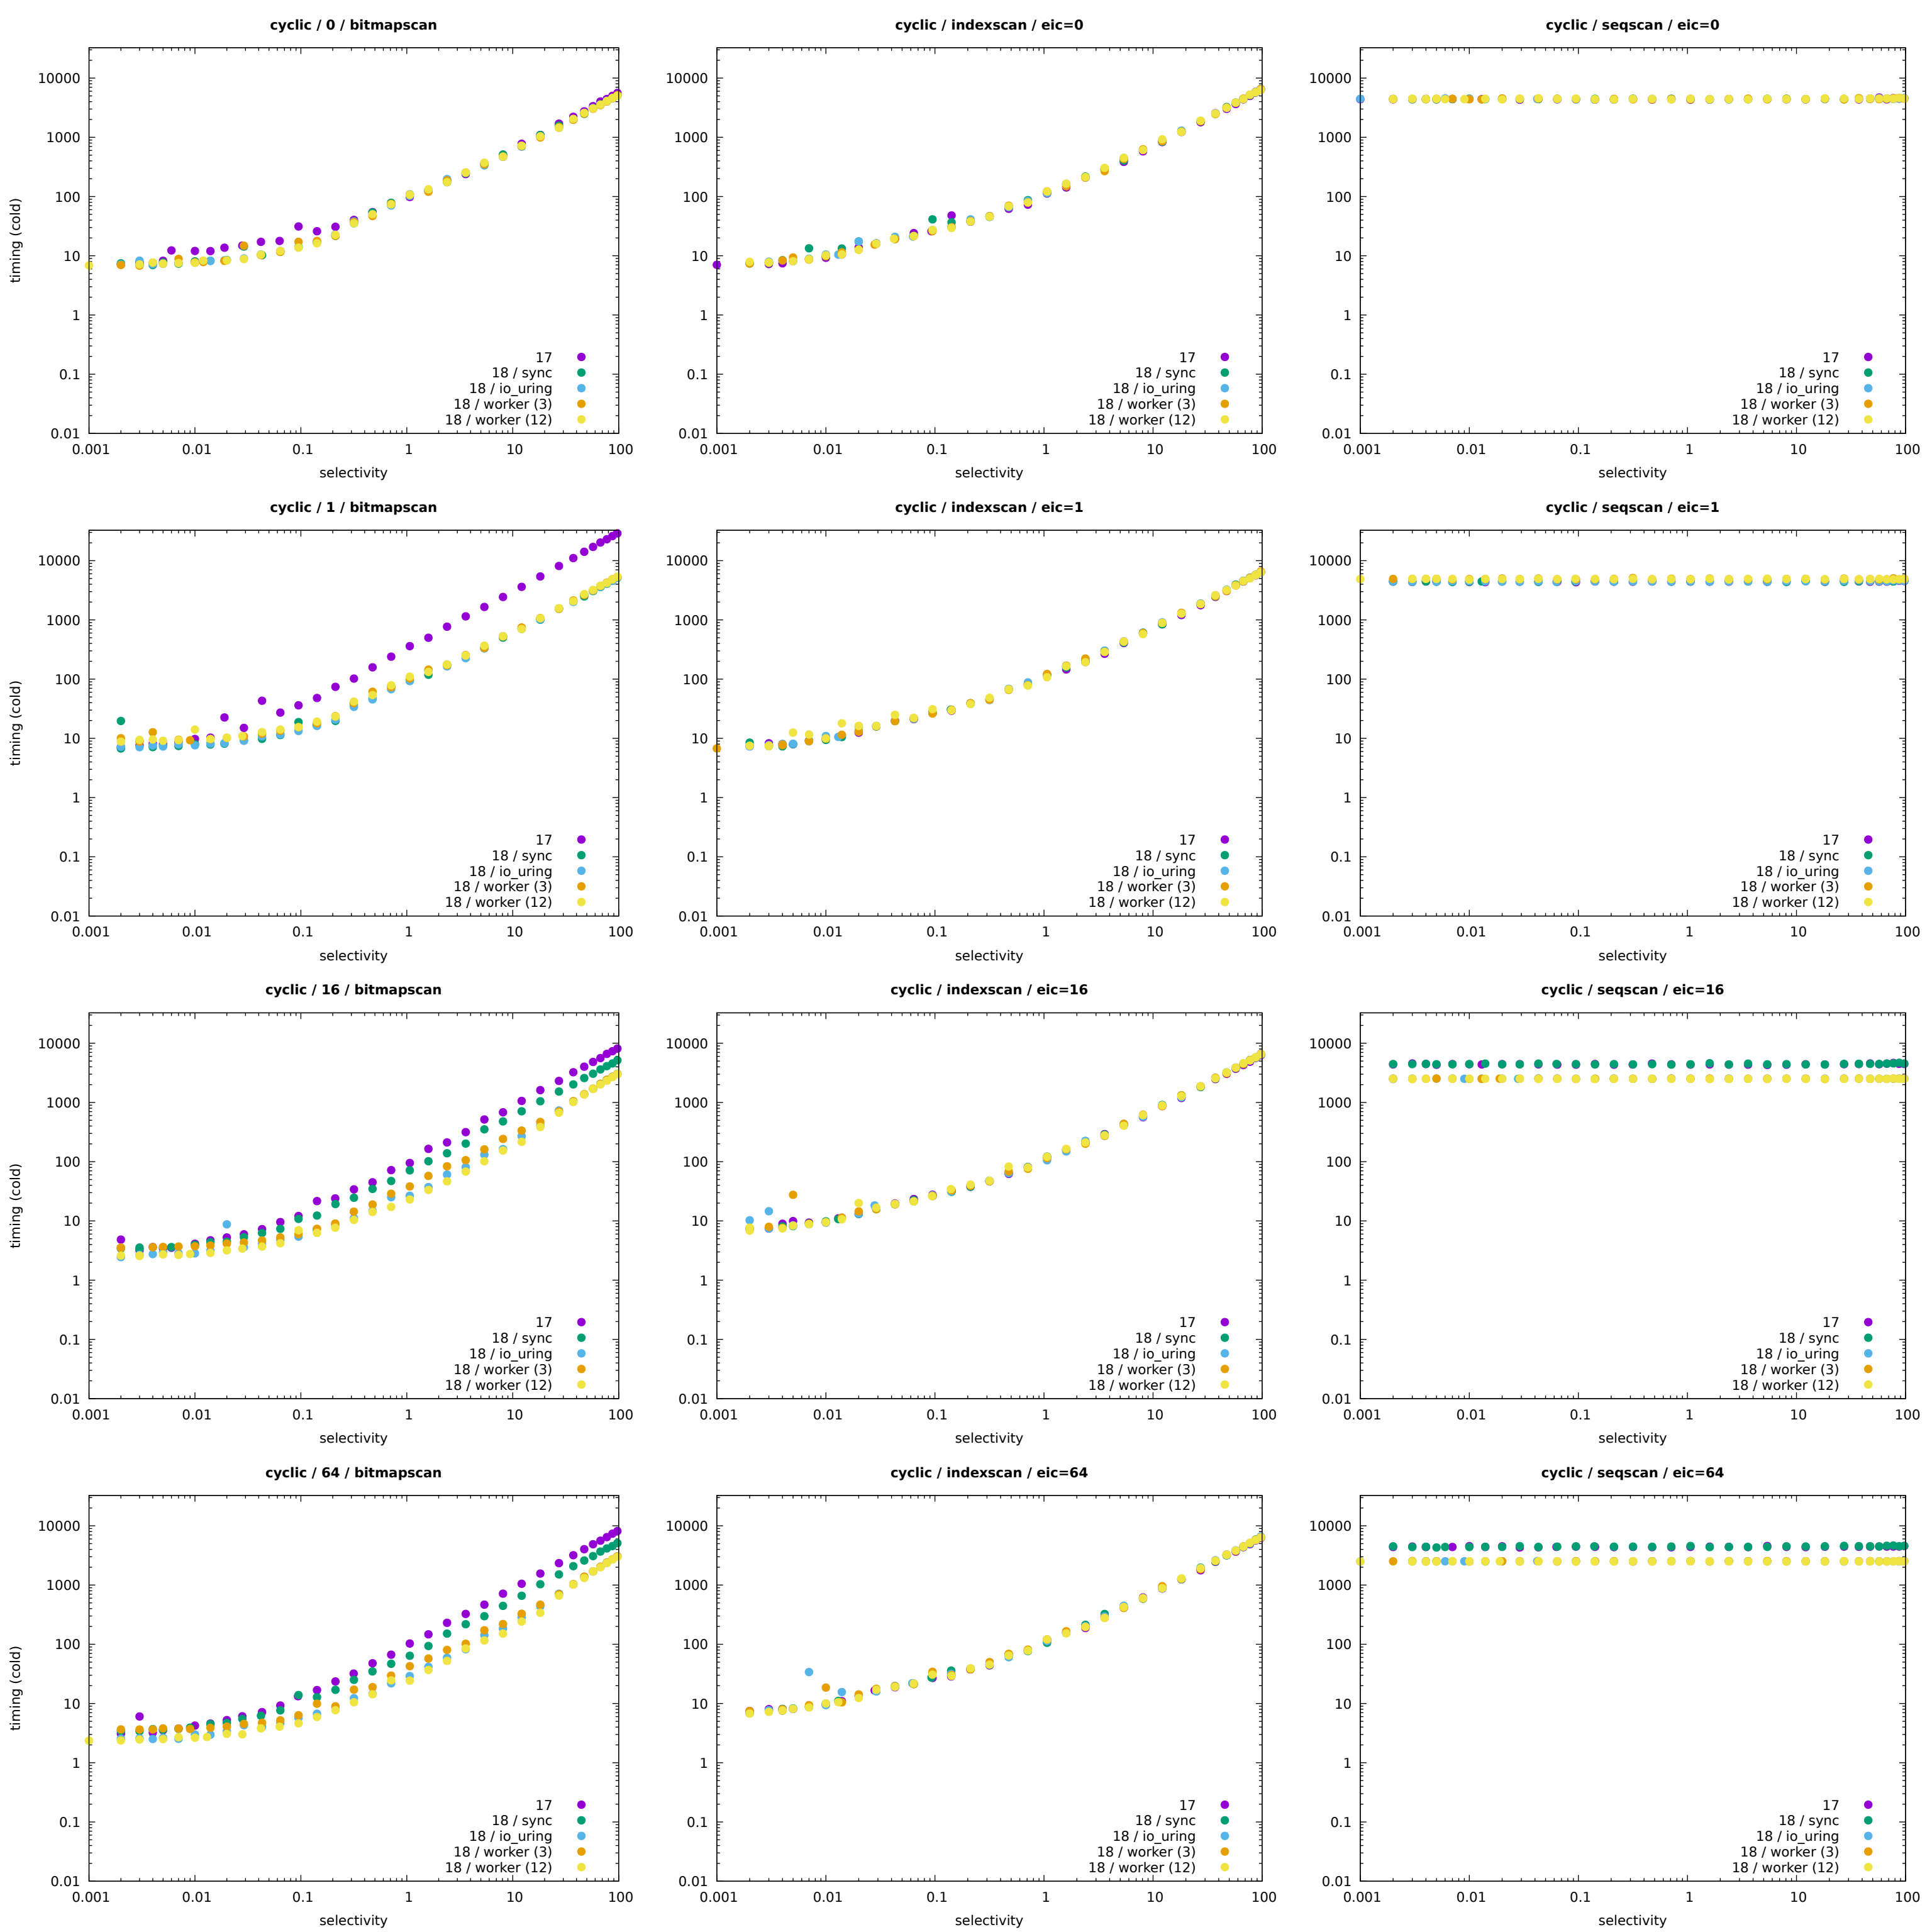 cyclic / 0 / bitmapscan
timing (cold)
10000
1000
100
10
1
0.1
0.01
17
18 / sync
18 / io_uring
18 / worker (3)
18 / worker (12)
0.001 0.01 0.1 1 10 100
selectivity
cyclic / indexscan / eic=0
10000
1000
100
10
1
0.1
0.01
17
18 / sync
18 / io_uring
18 / worker (3)
18 / worker (12)
0.001 0.01 0.1 1 10 100
selectivity
cyclic / seqscan / eic=0
10000
1000
100
10
1
0.1
0.01
17
18 / sync
18 / io_uring
18 / worker (3)
18 / worker (12)
0.001 0.01 0.1 1 10 100
selectivity
cyclic / 1 / bitmapscan
timing (cold)
10000
1000
100
10
1
0.1
0.01
17
18 / sync
18 / io_uring
18 / worker (3)
18 / worker (12)
0.001 0.01 0.1 1 10 100
selectivity
cyclic / indexscan / eic=1
10000
1000
100
10
1
0.1
0.01
17
18 / sync
18 / io_uring
18 / worker (3)
18 / worker (12)
0.001 0.01 0.1 1 10 100
selectivity
cyclic / seqscan / eic=1
10000
1000
100
10
1
0.1
0.01
17
18 / sync
18 / io_uring
18 / worker (3)
18 / worker (12)
0.001 0.01 0.1 1 10 100
selectivity
cyclic / 16 / bitmapscan
timing (cold)
10000
1000
100
10
1
0.1
0.01
17
18 / sync
18 / io_uring
18 / worker (3)
18 / worker (12)
0.001 0.01 0.1 1 10 100
selectivity
cyclic / indexscan / eic=16
10000
1000
100
10
1
0.1
0.01
17
18 / sync
18 / io_uring
18 / worker (3)
18 / worker (12)
0.001 0.01 0.1 1 10 100
selectivity
cyclic / seqscan / eic=16
10000
1000
100
10
1
0.1
0.01
17
18 / sync
18 / io_uring
18 / worker (3)
18 / worker (12)
0.001 0.01 0.1 1 10 100
selectivity
cyclic / 64 / bitmapscan
timing (cold)
10000
1000
100
10
1
0.1
0.01
17
18 / sync
18 / io_uring
18 / worker (3)
18 / worker (12)
0.001 0.01 0.1 1 10 100
selectivity
cyclic / indexscan / eic=64
10000
1000
100
10
1
0.1
0.01
17
18 / sync
18 / io_uring
18 / worker (3)
18 / worker (12)
0.001 0.01 0.1 1 10 100
selectivity
cyclic / seqscan / eic=64
10000
1000
100
10
1
0.1
0.01
17
18 / sync
18 / io_uring
18 / worker (3)
18 / worker (12)
0.001 0.01 0.1 1 10 100
selectivity